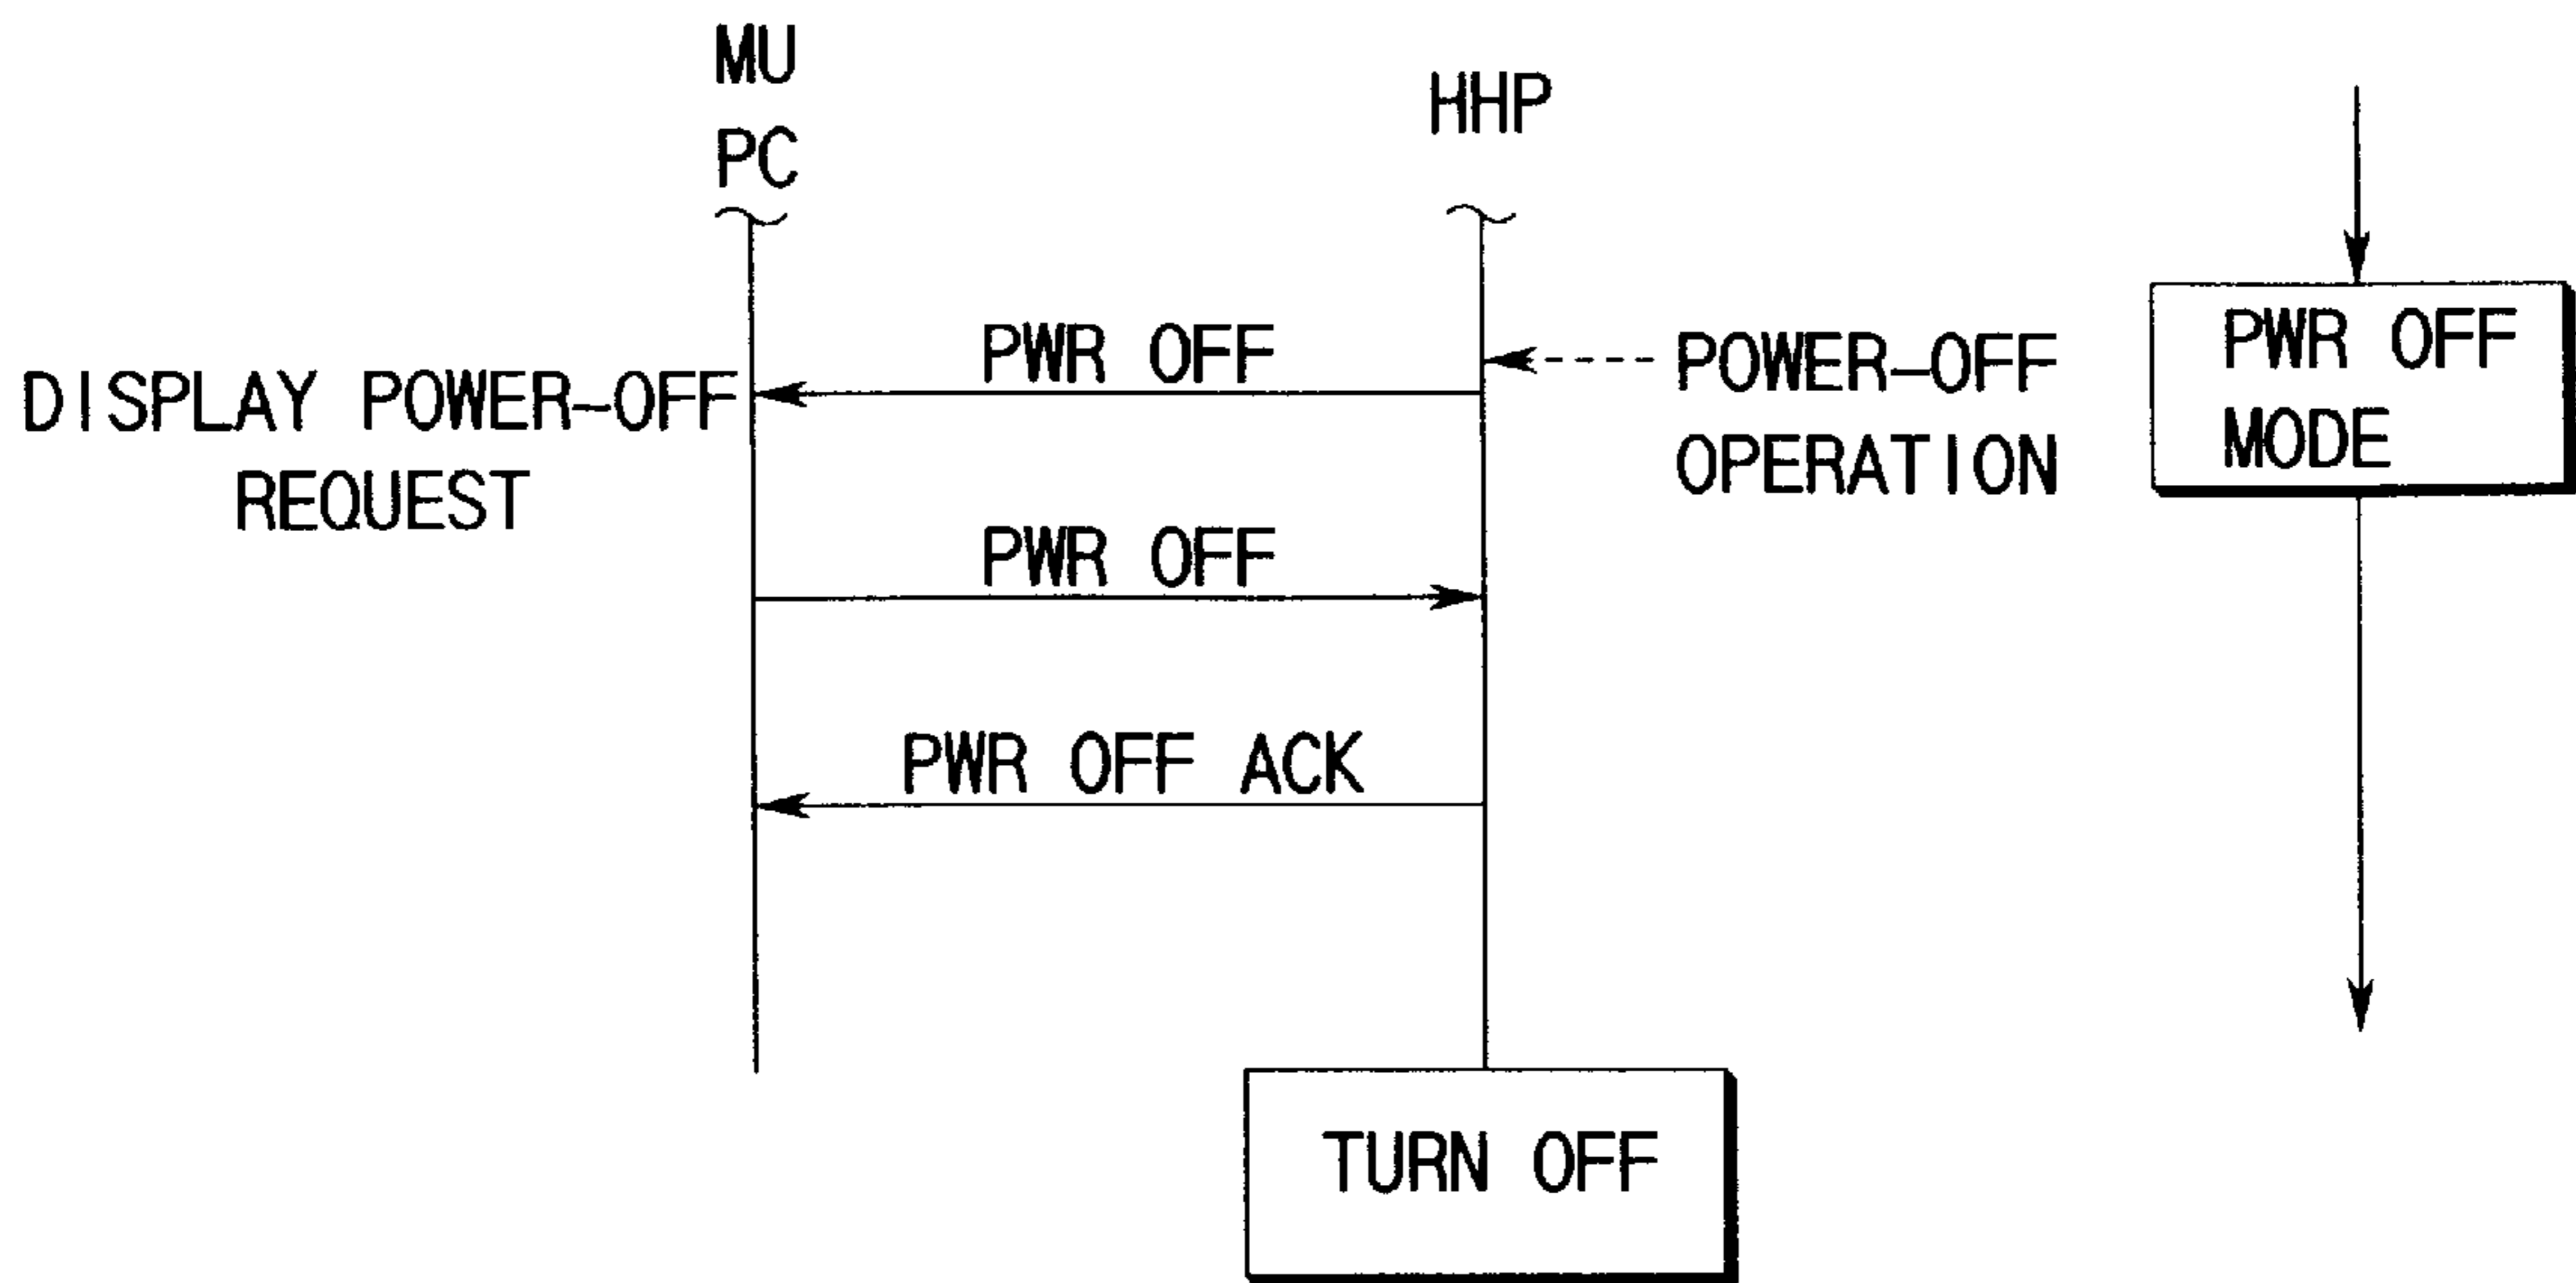 MU
PC
HHP
PWR OFF
DISPLAY POWER-OFF
REQUEST
POWER-OFF
OPERATION
PWR OFF
MODE
PWR OFF
PWR OFF ACK
TURN OFF